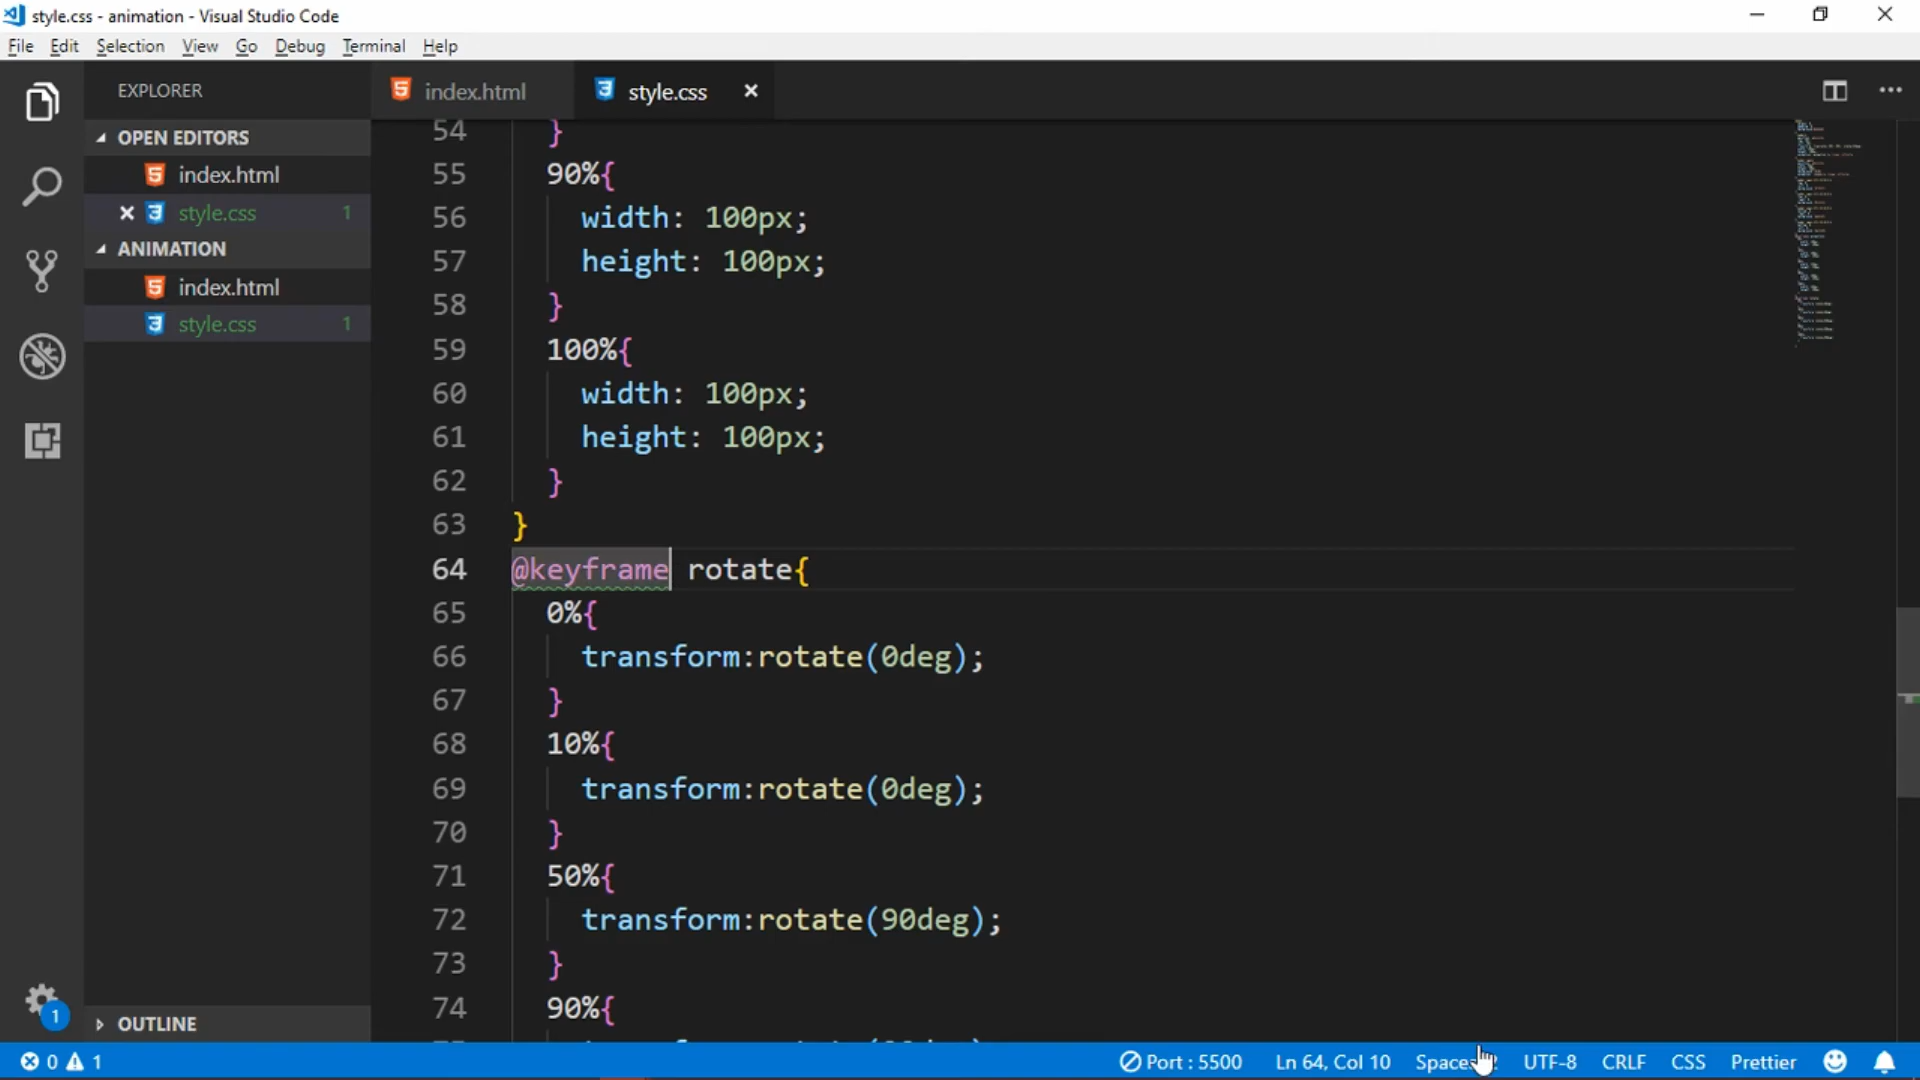 style.css - animation - Visual Studio Code
File Edit Selection View Go Debug Terminal Help
EXPLORER
index.html
style.css
OPEN EDITORS
index.html
style.css 1
ANIMATION
index.html
style.css 1
54 }
55 90%{
56 width: 100px;
57 height: 100px;
58 }
59 100%{
60 width: 100px;
61 height: 100px;
62 }
63 }
64 @keyframe rotate{
65 0%{
66 transform:rotate(0deg);
67 }
68 10%{
69 transform:rotate(0deg);
70 }
71 50%{
72 transform:rotate(90deg);
73 }
74 90%{
1
OUTLINE
0 1 Port : 5500 Ln 64, Col 10 UTF-8 CRLF CSS Prettier